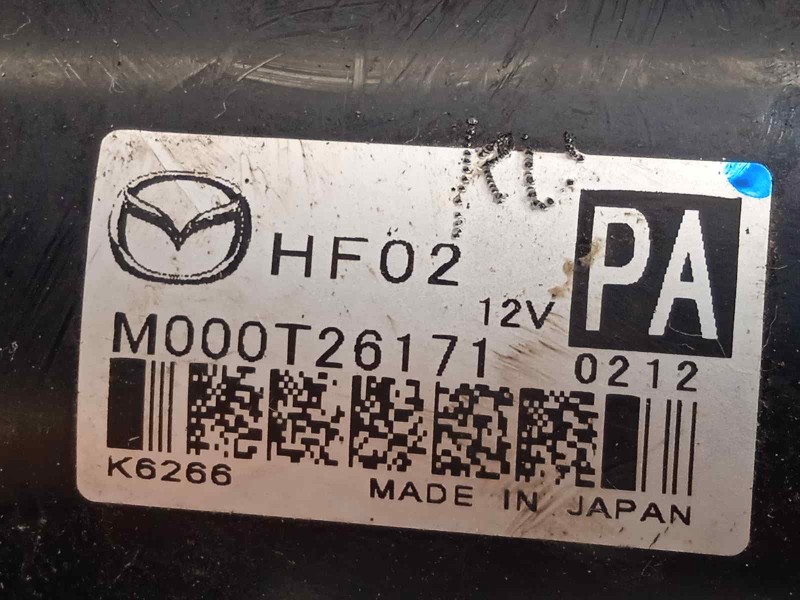 HF02
12V
PA
M000T26171
0212
K6266
MADE IN JAPAN